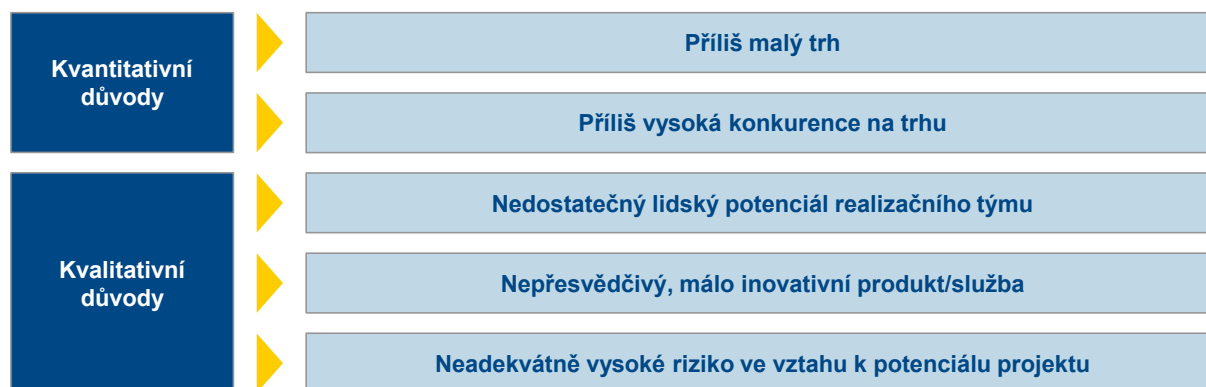 Kvantitativní
důvody
Příliš malý trh
Příliš vysoká konkurence na trhu
Kvalitativní
důvody
Nedostatečný lidský potenciál realizačního týmu
Nepřesvědčivý, málo inovativní produkt/služba
Neadekvátně vysoké riziko ve vztahu k potenciálu projektu